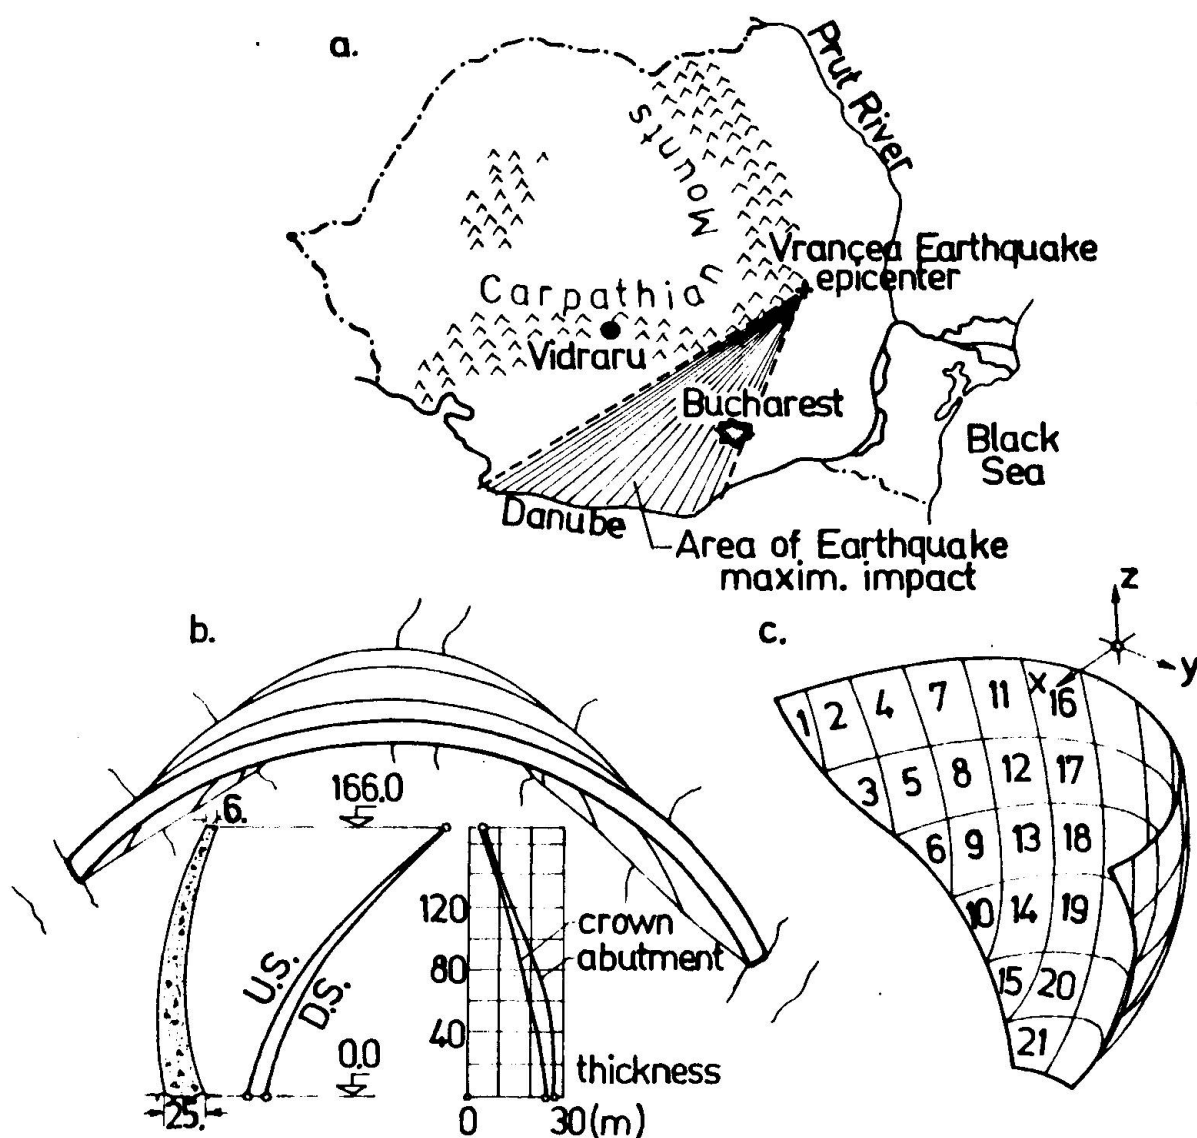 a.
Prut River
Carpathian Mounts
Vrançea Earthquake
epicenter
Vidraru
Bucharest
Black
Sea
Danube
Area of Earthquake
maxim. impact
b.
166.0
6.
U.S.
D.S.
0.0
25.
120
80
40
crown
abutment
thickness
0 30(m)
c.
z
y
x
1 2 4 7 11 16
3 5 8 12 17
6 9 13 18
10 14 19
15 20
21